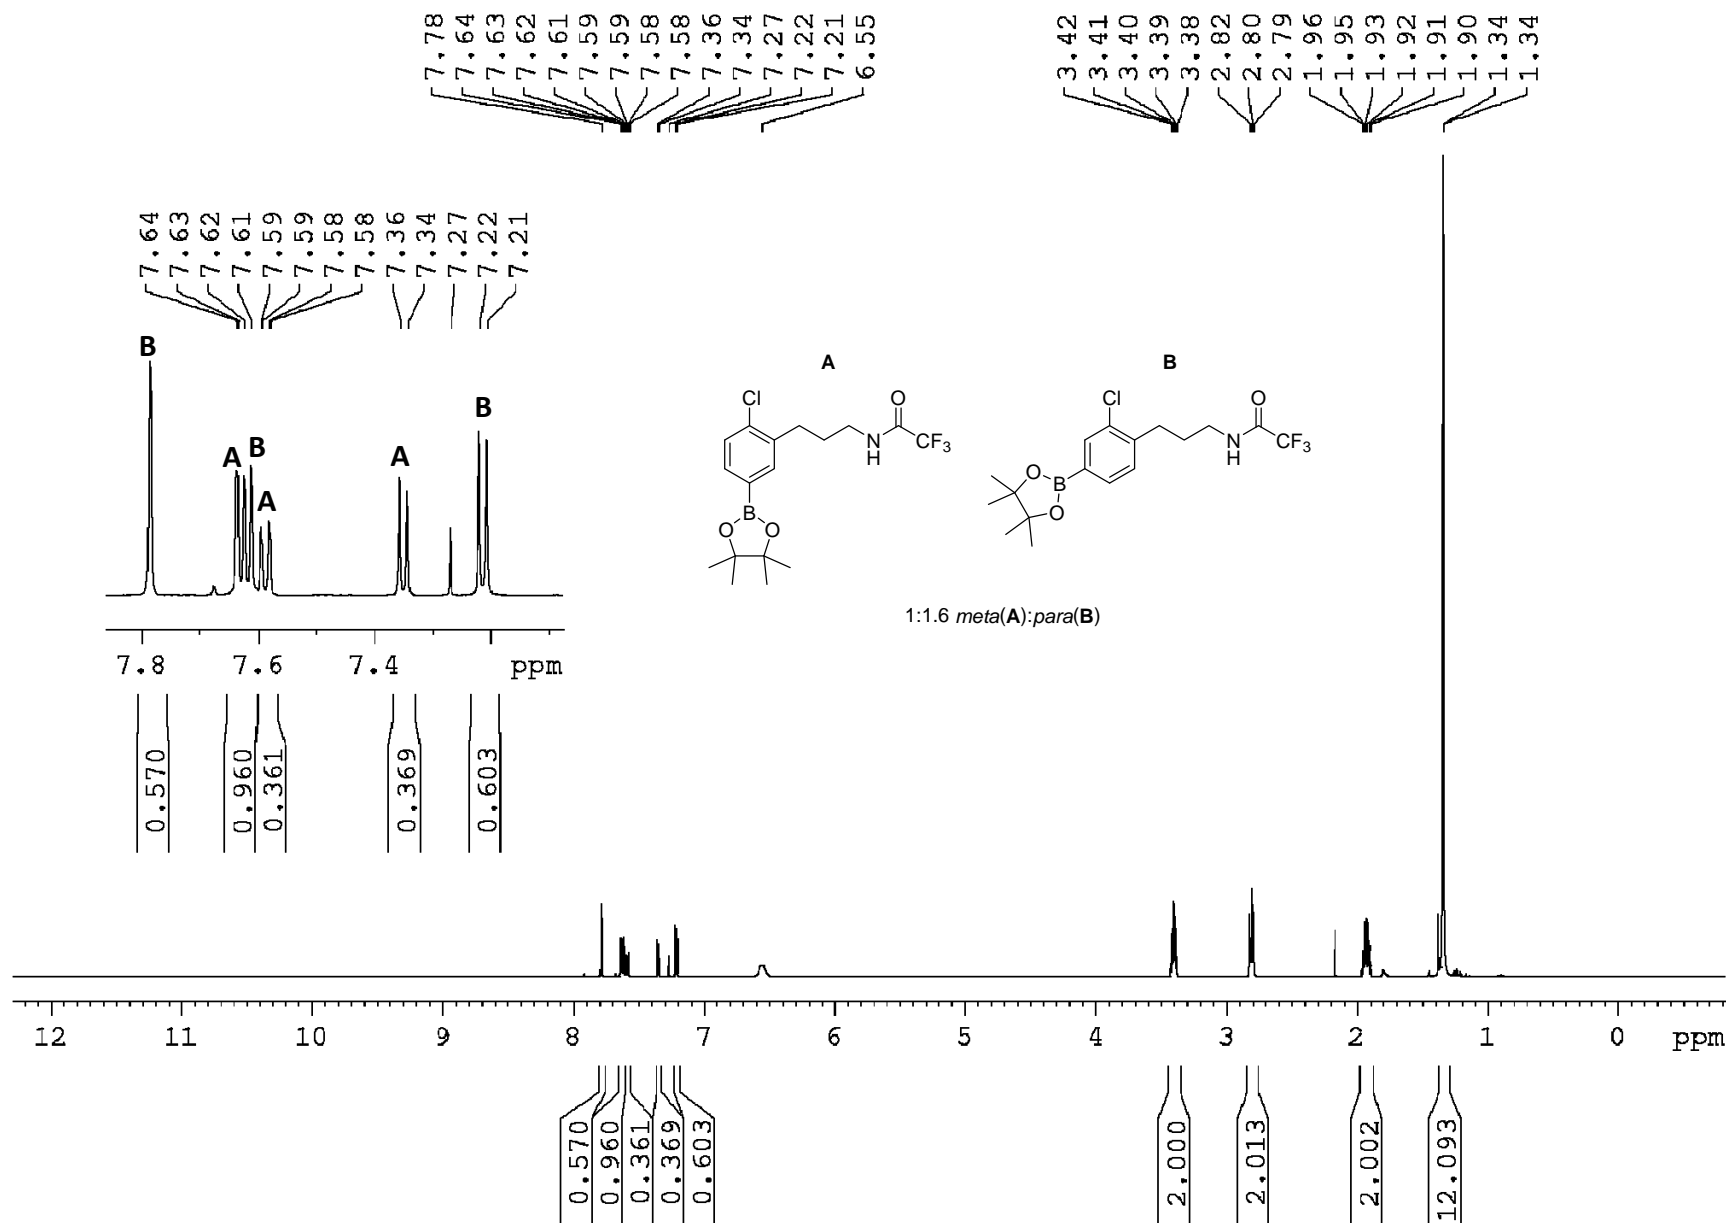 7.78
7.64
7.63
7.62
7.61
7.59
7.59
7.58
7.58
7.36
7.34
7.27
7.22
7.21
6.55
3.42
3.41
3.40
3.39
3.38
2.82
2.80
2.79
1.96
1.95
1.93
1.92
1.91
1.90
1.34
1.34
7.64
7.63
7.62
7.61
7.59
7.59
7.58
7.58
7.36
7.34
7.27
7.22
7.21
B
A
B
A
A
B
7.8 7.6 7.4 ppm
0.570
0.960
0.361
0.369
0.603
A
Cl
O
N
H
CF3
B
O
O
B
Cl
O
N
H
CF3
O
B
O
1:1.6 meta(A):para(B)
12 11 10 9 8 7 6 5 4 3 2 1 0 ppm
0.570
0.960
0.361
0.369
0.603
2.000
2.013
2.002
12.093